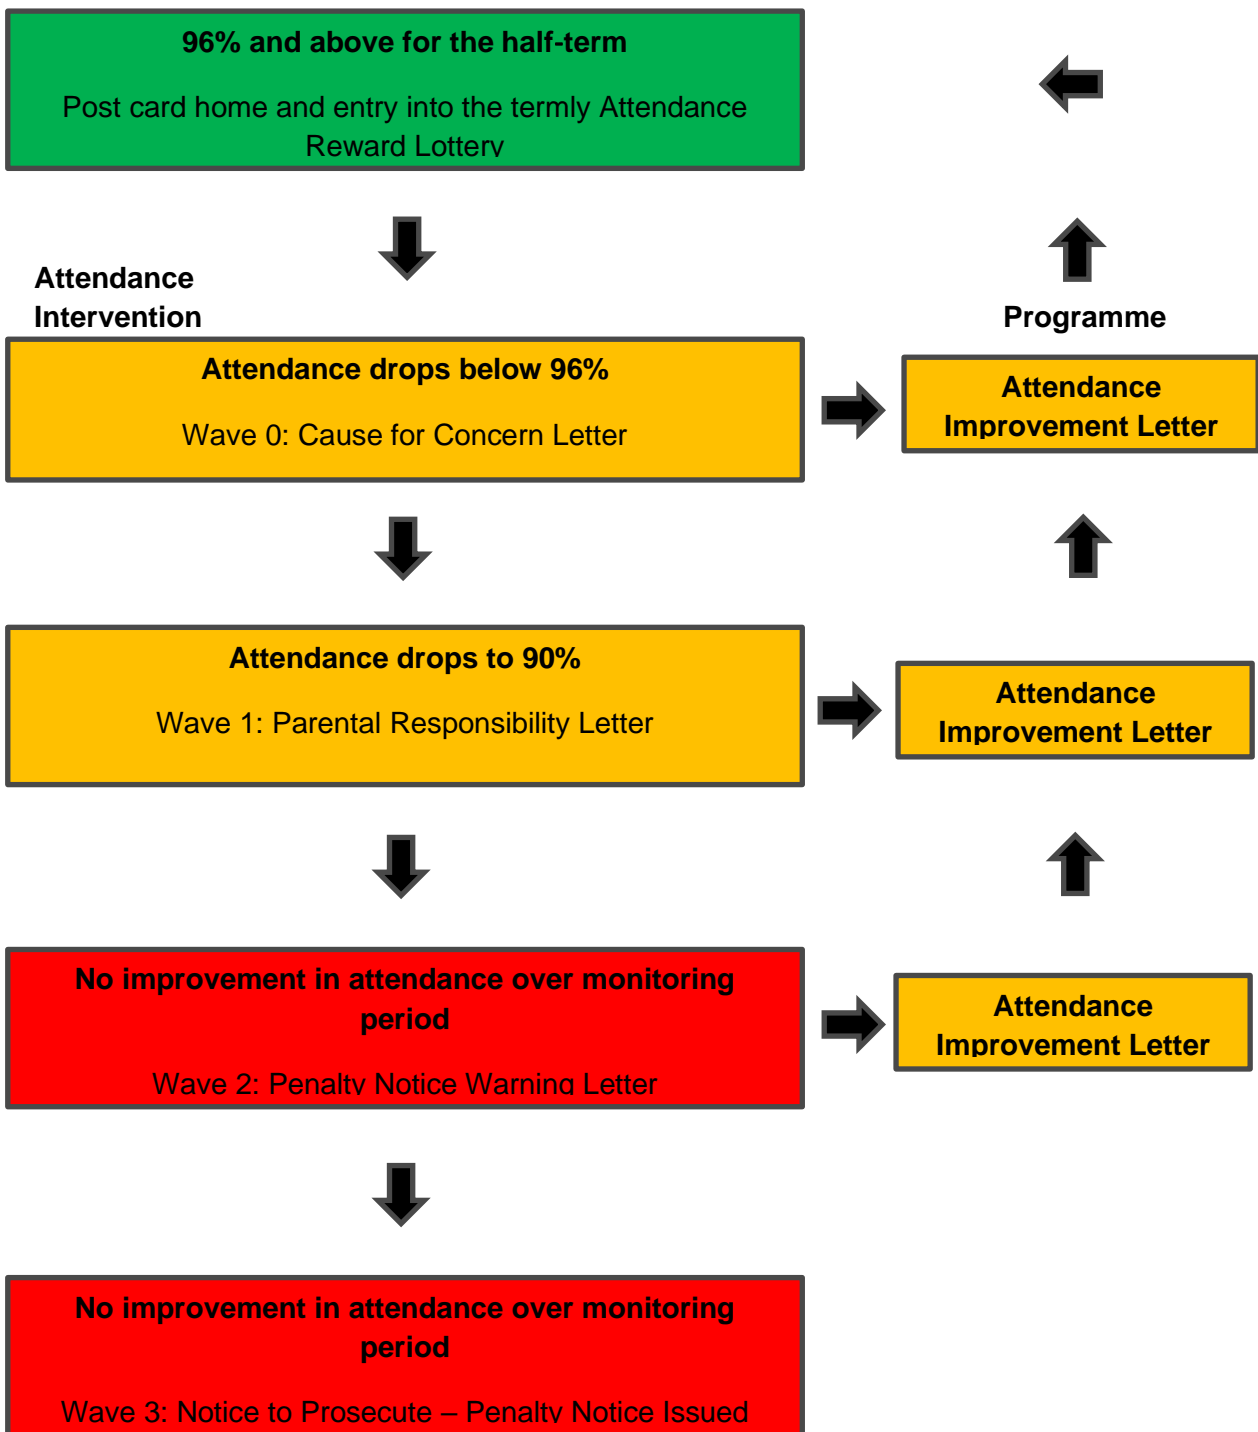 96% and above for the half-term
Post card home and entry into the termly Attendance
Reward Lottery
Attendance
Intervention
Programme
Attendance drops below 96%
Wave 0: Cause for Concern Letter
Attendance
Improvement Letter
Attendance drops to 90%
Wave 1: Parental Responsibility Letter
Attendance
Improvement Letter
No improvement in attendance over monitoring
period
Wave 2: Penalty Notice Warning Letter
Attendance
Improvement Letter
No improvement in attendance over monitoring
period
Wave 3: Notice to Prosecute – Penalty Notice Issued